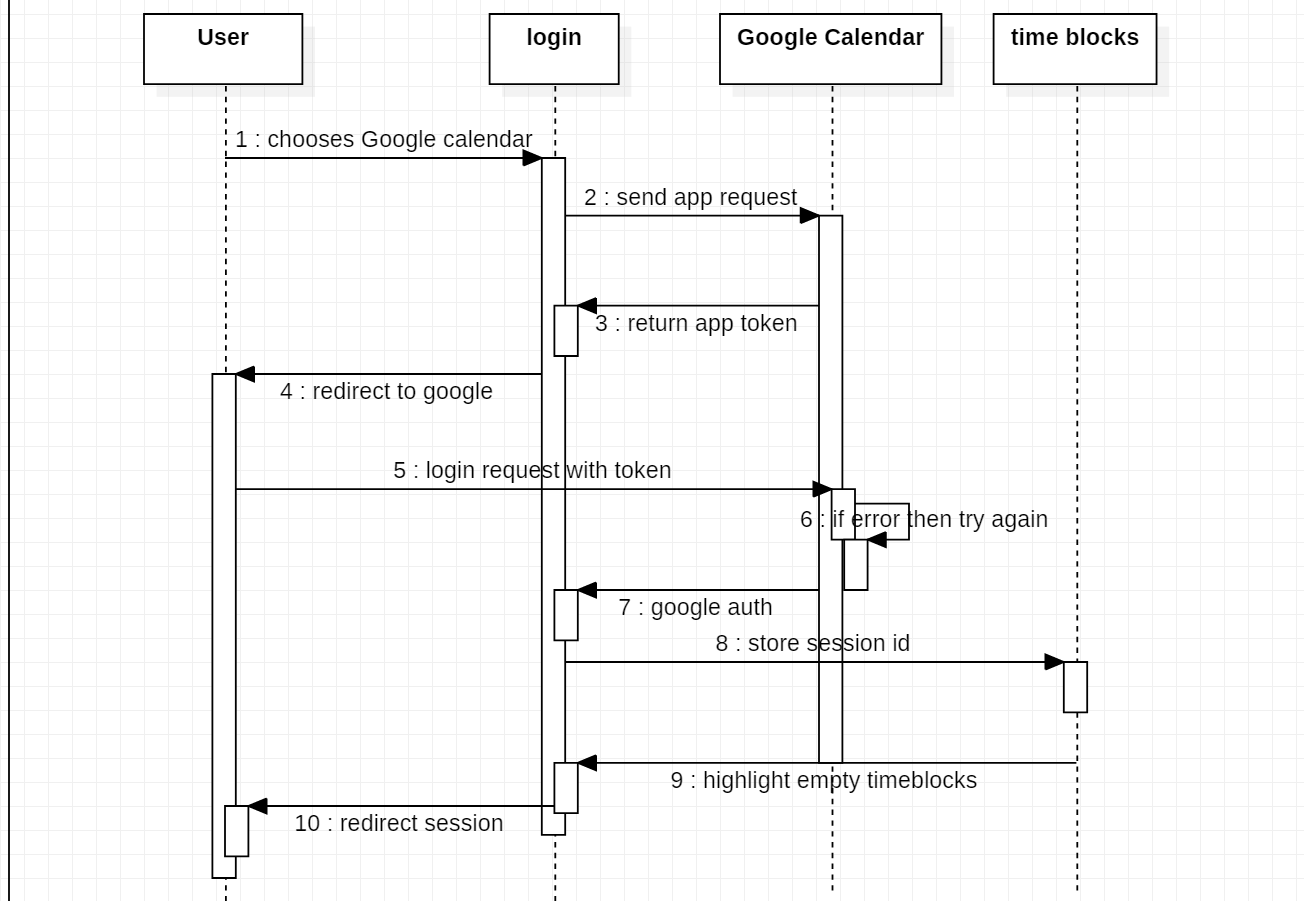 User
login
Google Calendar
time blocks
1 : chooses Google calendar
2 : send app request
3 : return app token
4 : redirect to google
5 : login request with token
6 : if error then try again
7 : google auth
8 : store session id
9 : highlight empty timeblocks
10 : redirect session